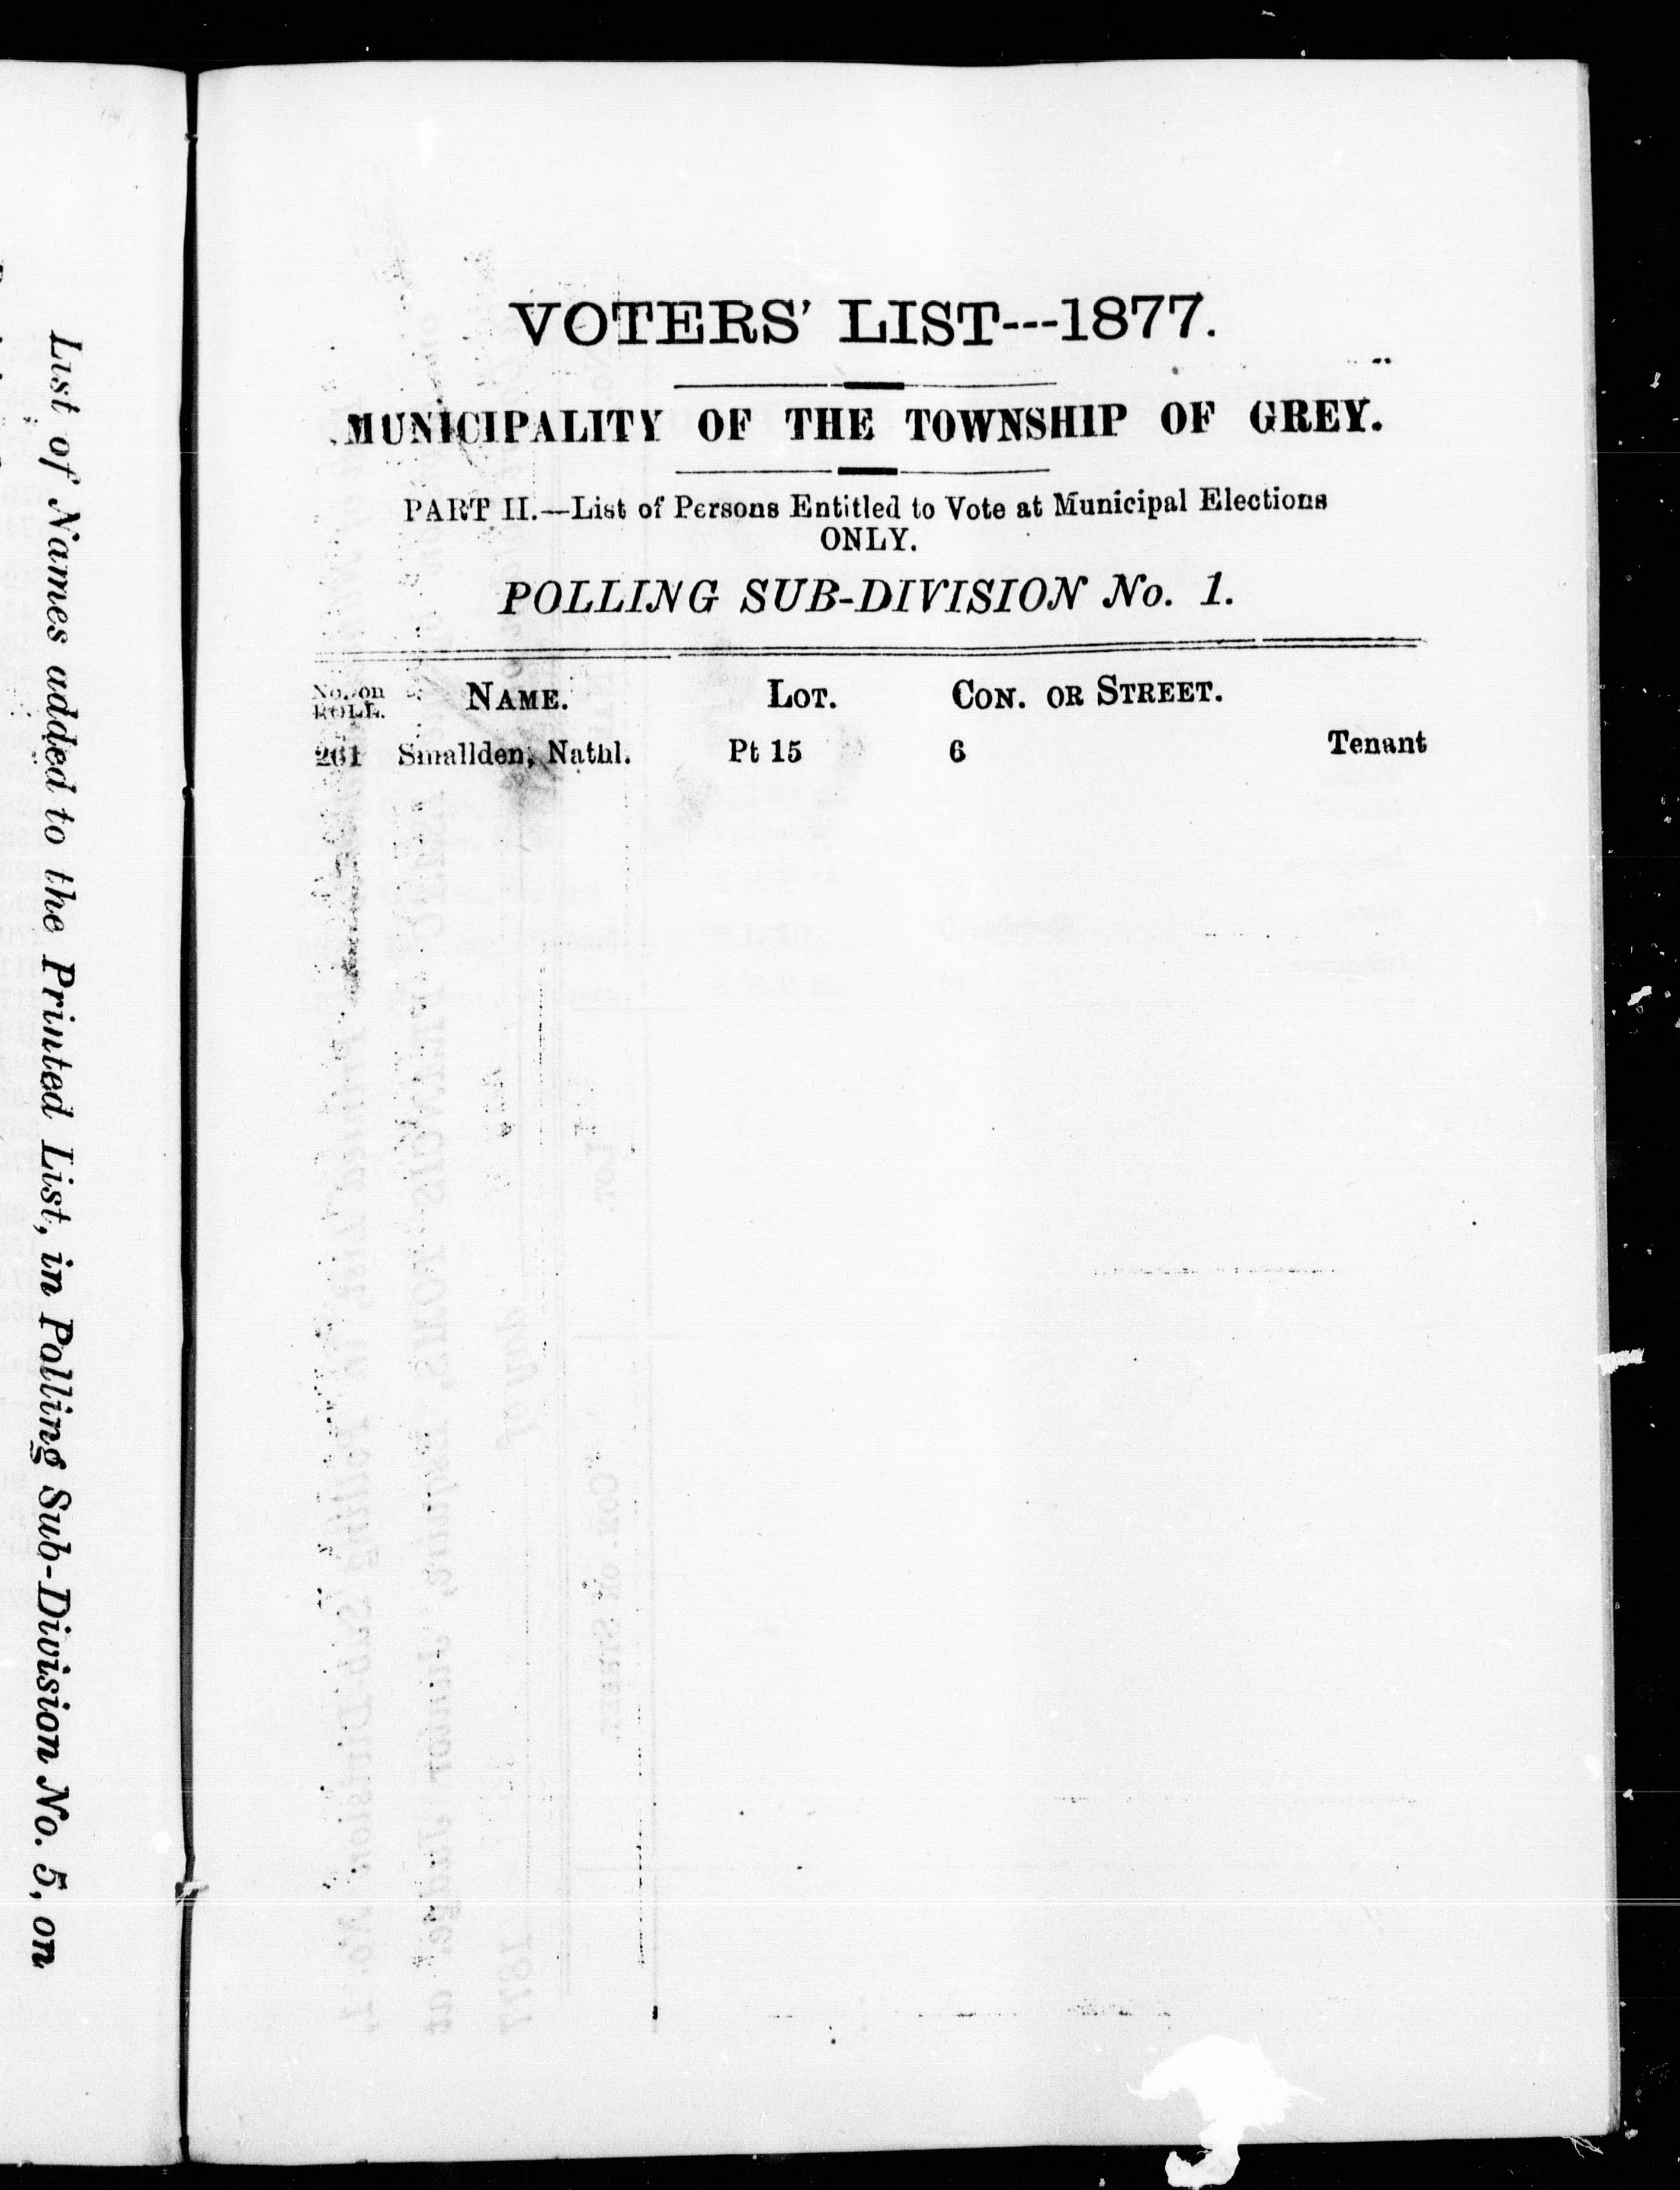 List of Names added to the Printed List, in Polling Sub-Division No. 5, on
VOTERS' LIST---1877.
MUNICIPALITY OF THE TOWNSHIP OF GREY.
PART II.—List of Persons Entitled to Vote at Municipal Elections
ONLY.
POLLING SUB-DIVISION No. 1.
No. on ROLL. NAME. LOT. CON. OR STREET.
261 Smallden, Nathl. Pt 15 6 Tenant